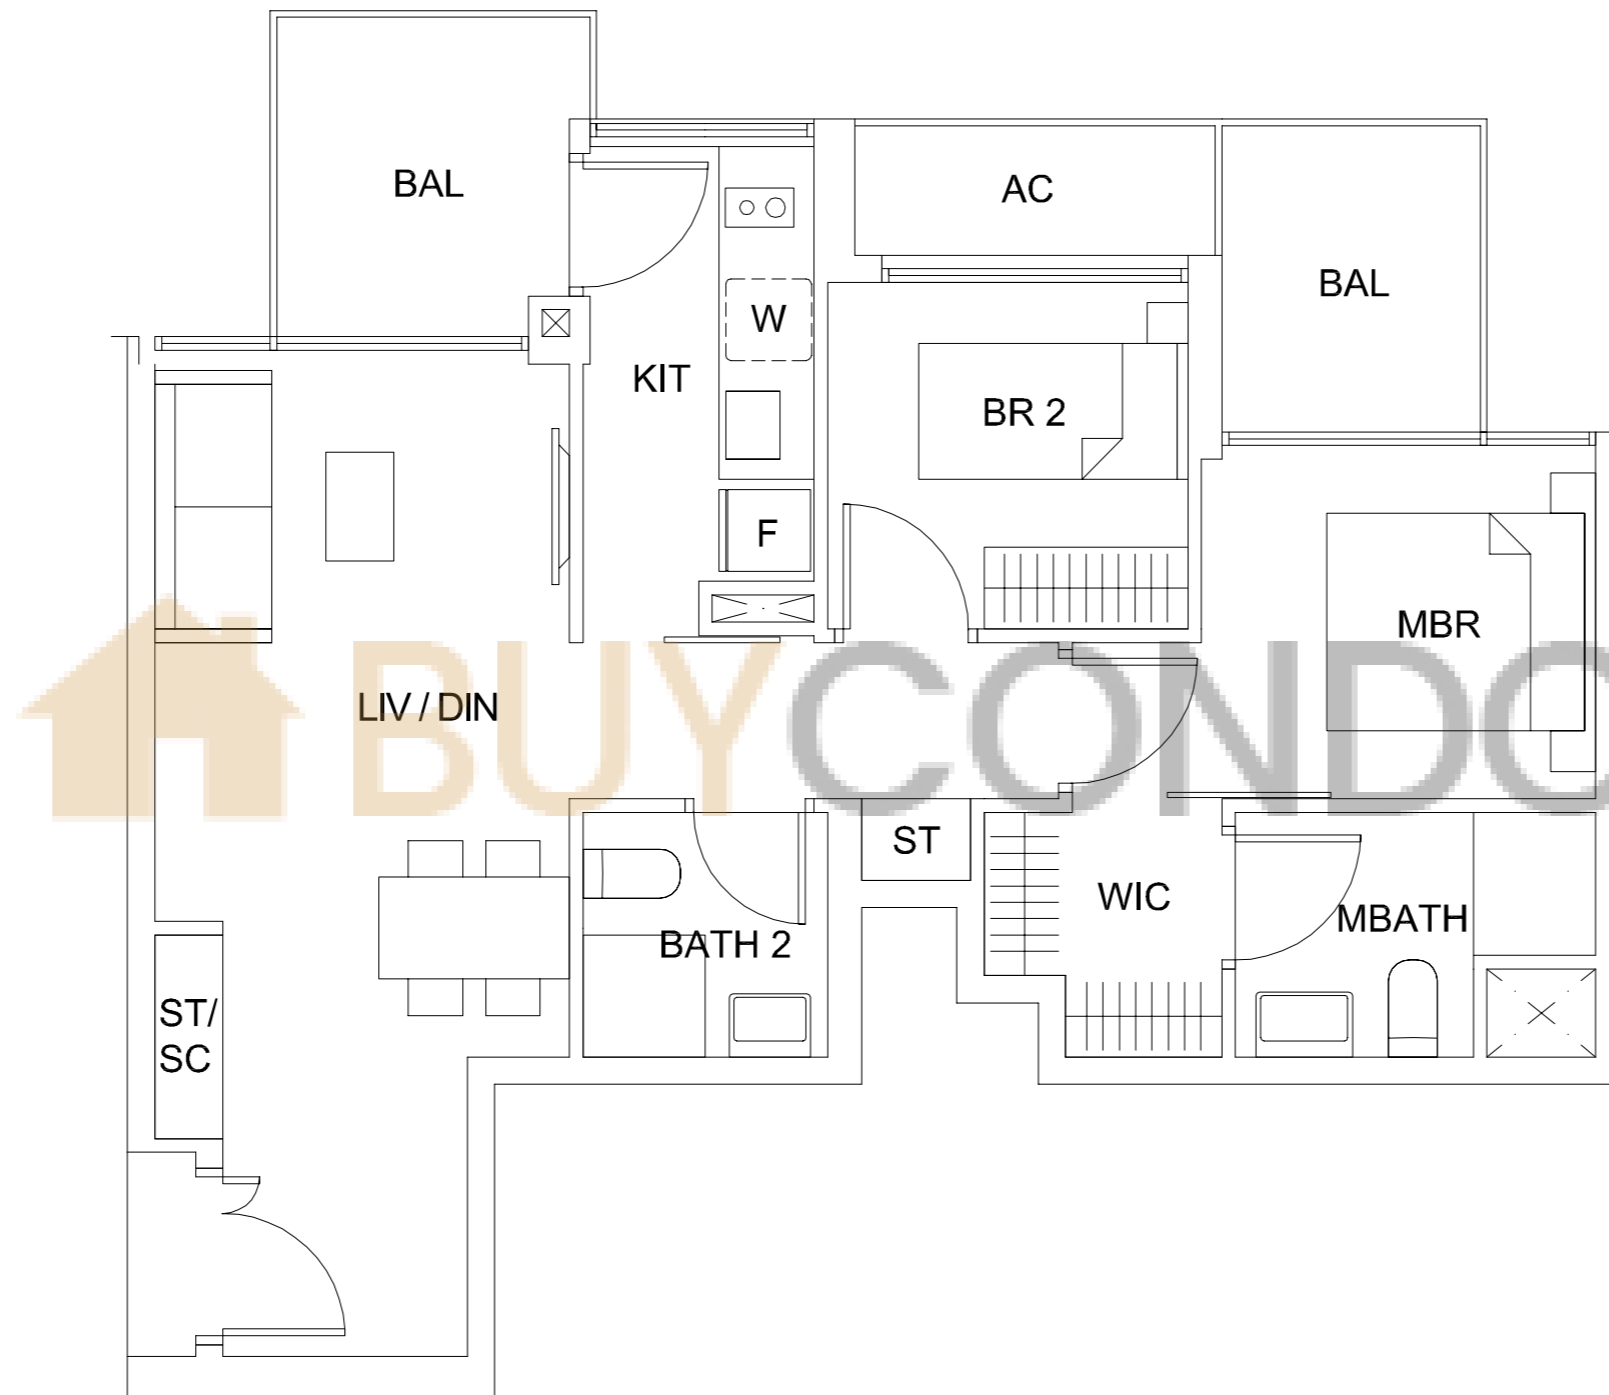 BAL
AC
BAL
W
KIT
BR 2
F
MBR
LIV / DIN
BUYCONDO
ST
WIC
MBATH
BATH 2
ST/
SC